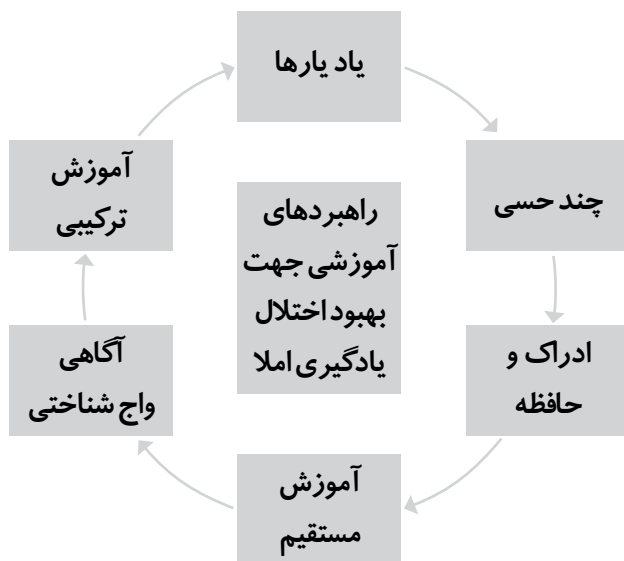 یاد یارها
چند حسی
ادراک و
حافظه
آموزش
مستقیم
آگاهی
واج شناختی
آموزش
ترکیبی
راهبردهای
آموزشی جهت
بهبود اختلال
یادگیری املا